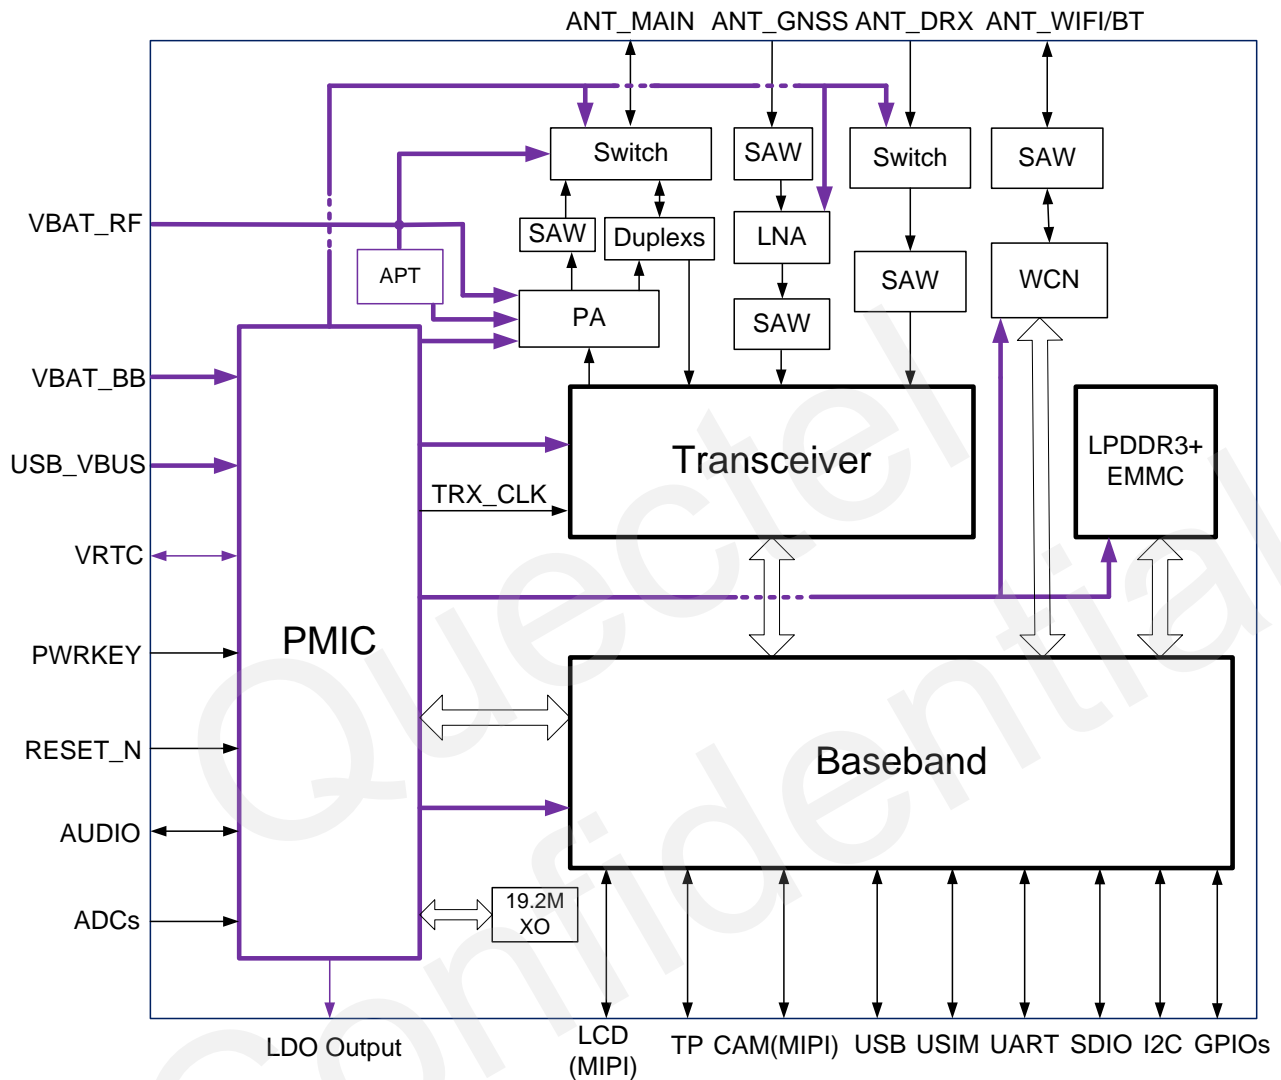 ANT_MAIN ANT_GNSS ANT_DRX ANT_WIFI/BT
Switch
SAW
Switch
SAW
VBAT_RF
SAW
Duplexs
LNA
APT
SAW
WCN
PA
SAW
VBAT_BB
USB_VBUS
Transceiver
LPDDR3+
EMMC
TRX_CLK
VRTC
PMIC
PWRKEY
RESET_N
Baseband
AUDIO
ADCs
19.2M
XO
LDO Output
LCD
(MIPI)
TP CAM(MIPI) USB USIM UART SDIO I2C GPIOs
Quectel
Confidential